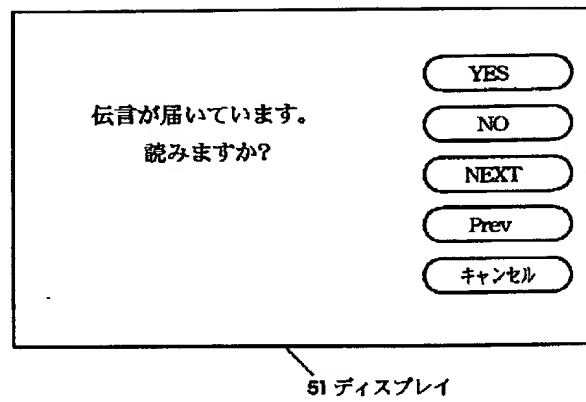 伝言が届いています。
読みますか?
YES
NO
NEXT
Prev
キャンセル
51 ディスプレイ